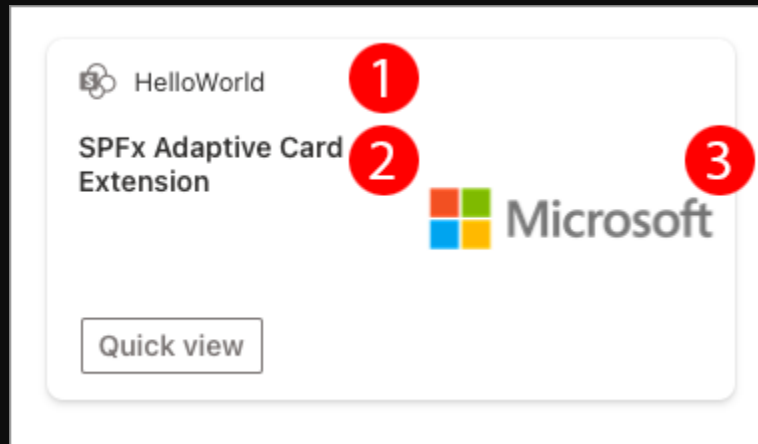 HelloWorld
1
SPFx Adaptive Card
Extension
2
3
Microsoft
Quick view